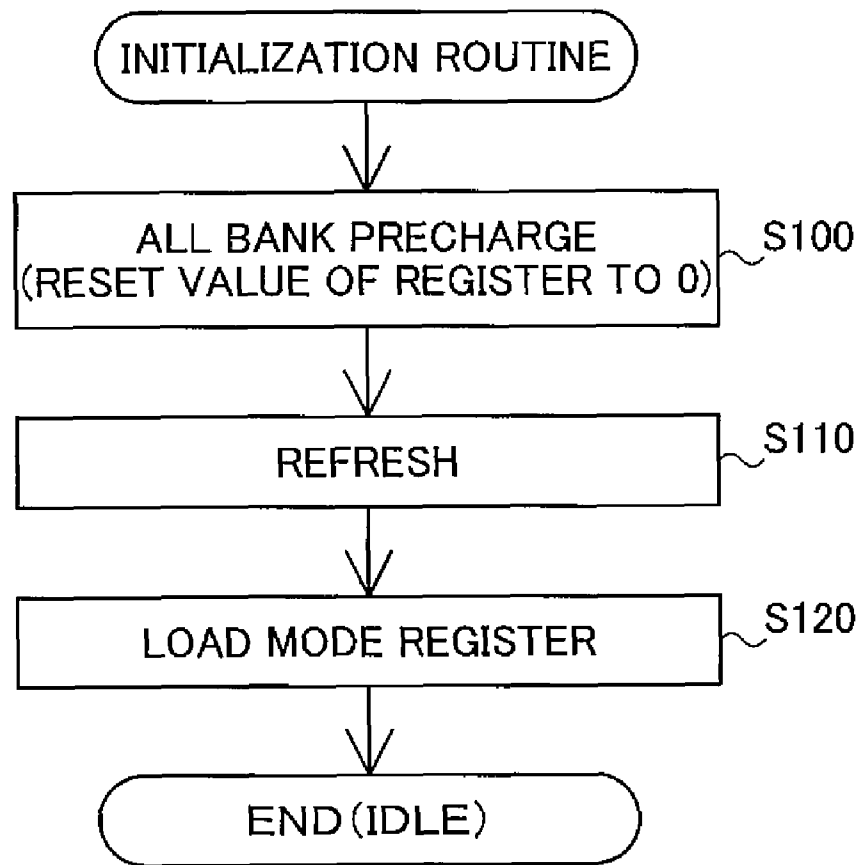 INITIALIZATION ROUTINE
ALL BANK PRECHARGE
(RESET VALUE OF REGISTER TO 0)
S100
REFRESH
S110
LOAD MODE REGISTER
S120
END(IDLE)